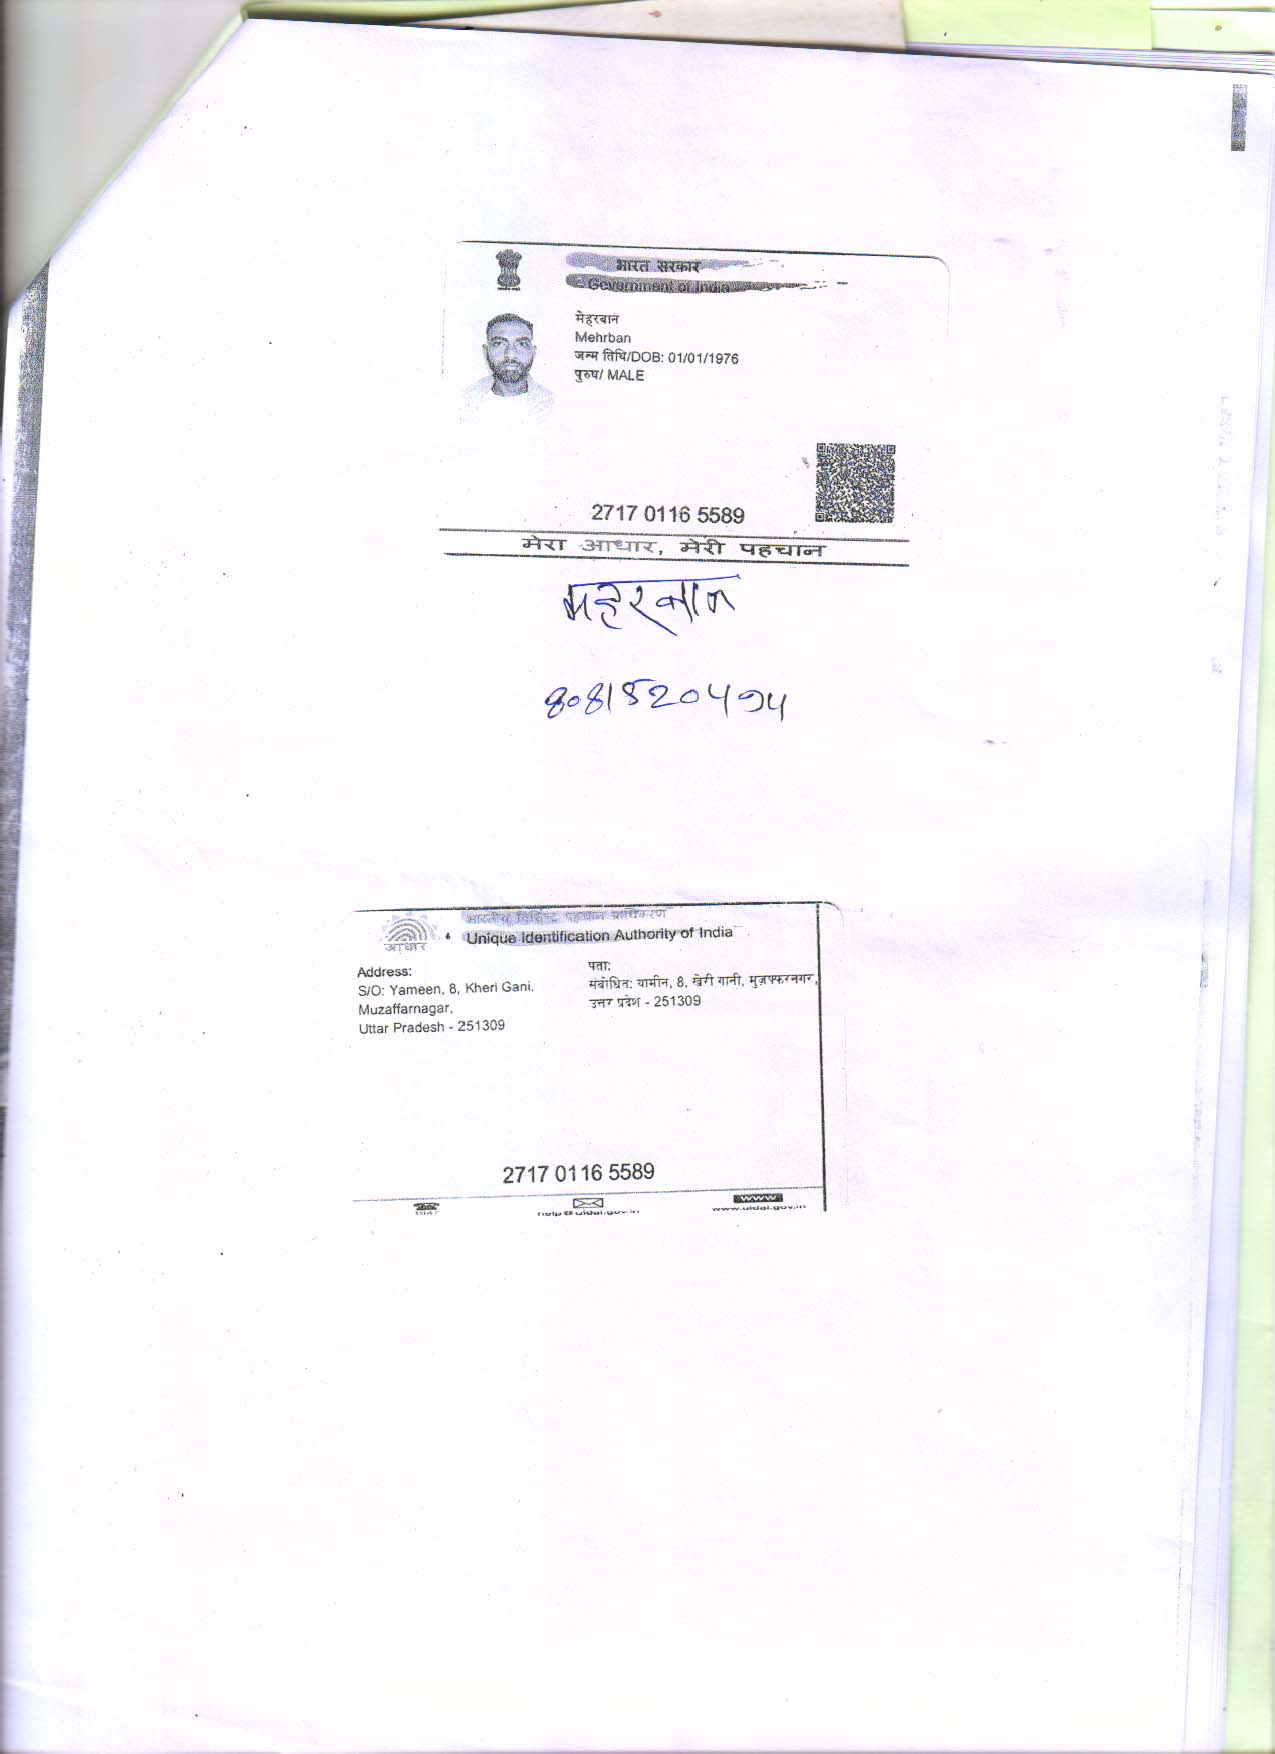 भारत सरकार
Government of India
मेहरबान
Mehrban
जन्म तिथि/DOB: 01/01/1976
पुरुष/ MALE
2717 0116 5589
मेरा आधार, मेरी पहचान
महरबान
भारतीय विशिष्ट पहचान प्राधिकरण
आधार
Unique Identification Authority of India
Address:
S/O: Yameen, 8, Kheri Gani,
Muzaffarnagar,
Uttar Pradesh - 251309
पता:
संबोधित: यामीन, 8, खेरी गानी, मुज़फ्फरनगर,
उत्तर प्रदेश - 251309
2717 0116 5589
1947
help@uidai.gov.in
www
www.uidai.gov.in